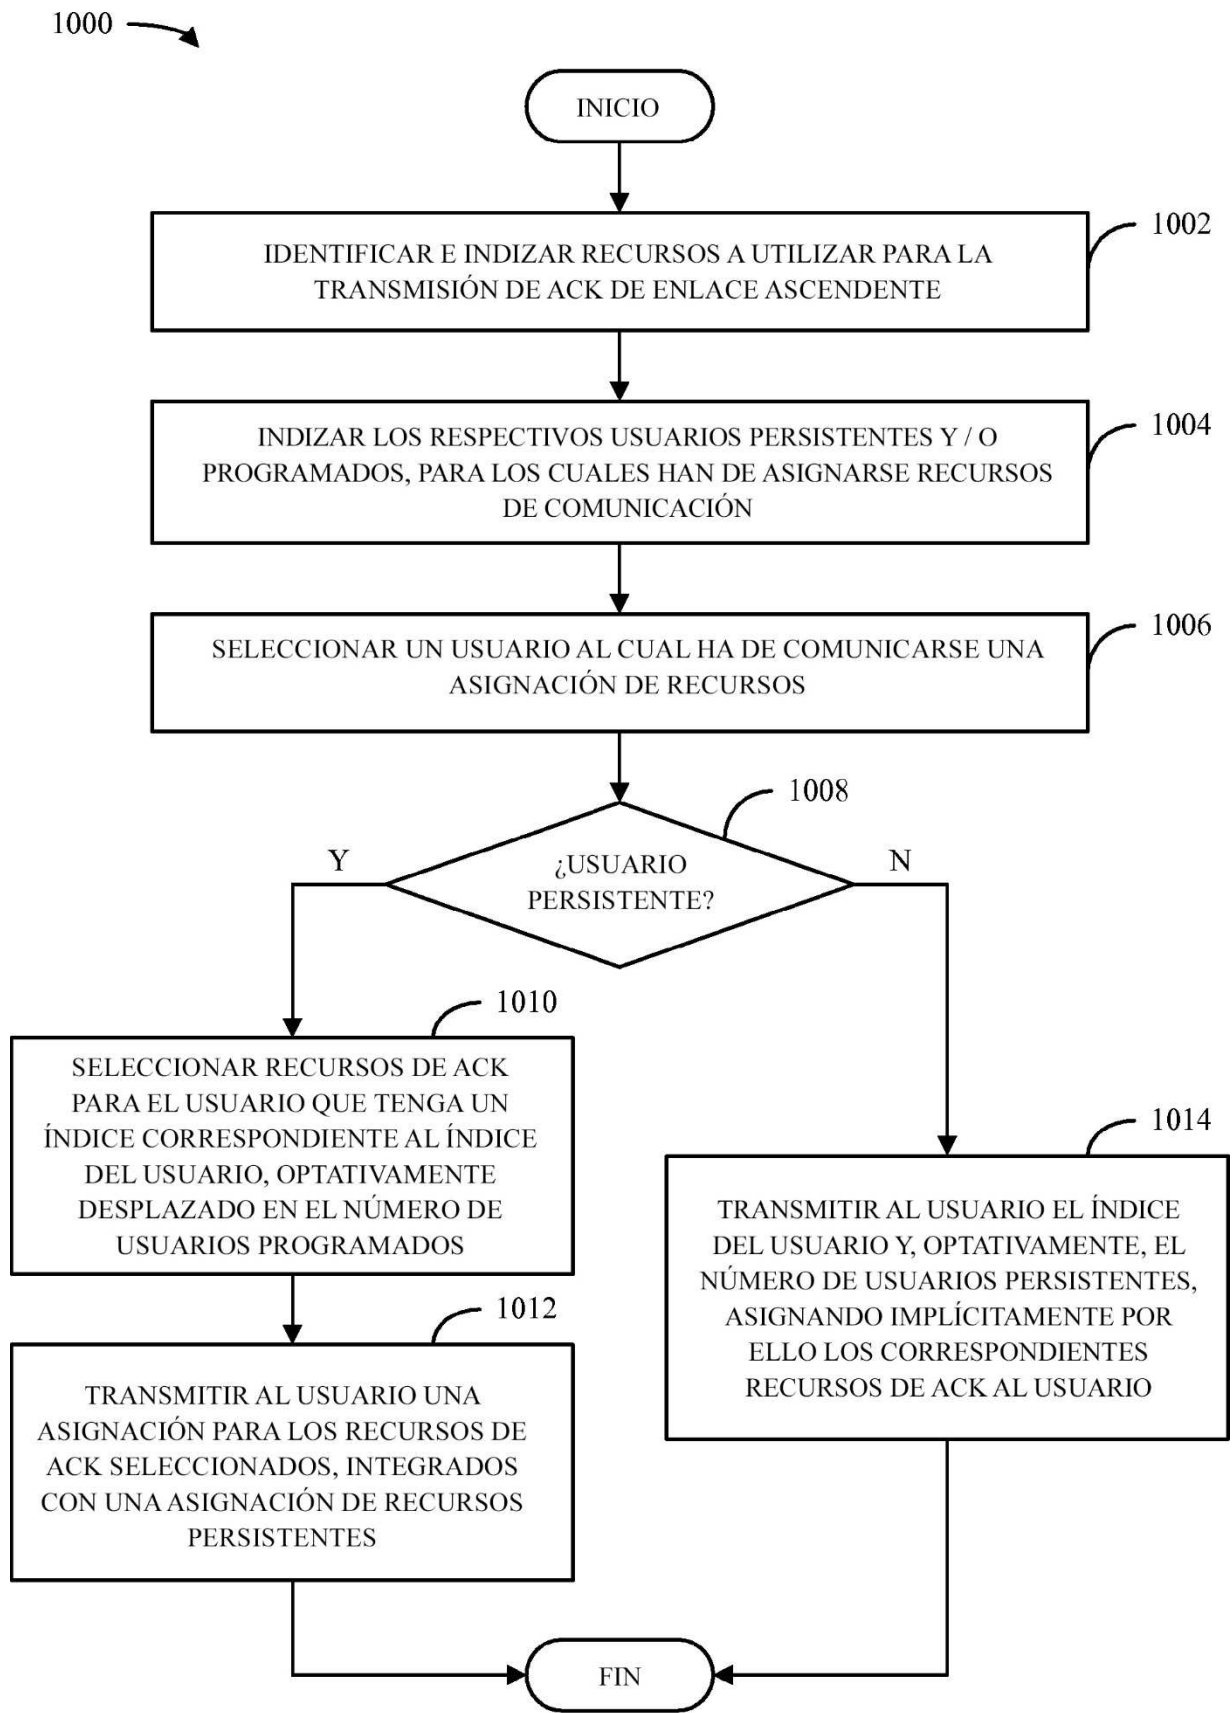 1000
INICIO
1002
IDENTIFICAR E INDIZAR RECURSOS A UTILIZAR PARA LA
TRANSMISIÓN DE ACK DE ENLACE ASCENDENTE
1004
INDIZAR LOS RESPECTIVOS USUARIOS PERSISTENTES Y / O
PROGRAMADOS, PARA LOS CUALES HAN DE ASIGNARSE RECURSOS
DE COMUNICACIÓN
1006
SELECCIONAR UN USUARIO AL CUAL HA DE COMUNICARSE UNA
ASIGNACIÓN DE RECURSOS
1008
¿USUARIO
PERSISTENTE?
Y
N
1010
SELECCIONAR RECURSOS DE ACK
PARA EL USUARIO QUE TENGA UN
ÍNDICE CORRESPONDIENTE AL ÍNDICE
DEL USUARIO, OPTATIVAMENTE
DESPLAZADO EN EL NÚMERO DE
USUARIOS PROGRAMADOS
1012
TRANSMITIR AL USUARIO UNA
ASIGNACIÓN PARA LOS RECURSOS DE
ACK SELECCIONADOS, INTEGRADOS
CON UNA ASIGNACIÓN DE RECURSOS
PERSISTENTES
1014
TRANSMITIR AL USUARIO EL ÍNDICE
DEL USUARIO Y, OPTATIVAMENTE, EL
NÚMERO DE USUARIOS PERSISTENTES,
ASIGNANDO IMPLÍCITAMENTE POR
ELLO LOS CORRESPONDIENTES
RECURSOS DE ACK AL USUARIO
FIN